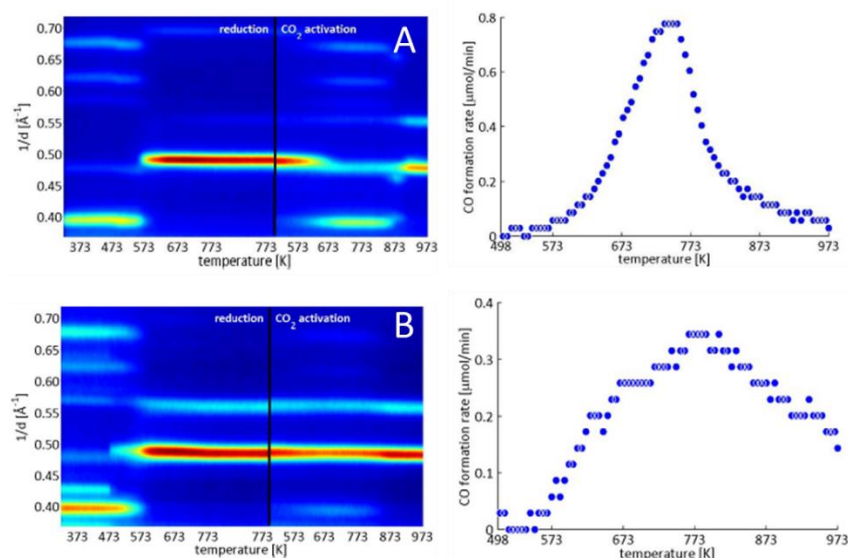 A
reduction
CO₂ activation
1/d [Å⁻¹]
0.70
0.65
0.60
0.55
0.50
0.45
0.40
373 473 573 673 773 773 573 673 773 873 973
temperature [K]
CO formation rate [μmol/min]
0.8
0.6
0.4
0.2
0
498 573 673 773 873 973
temperature [K]
B
reduction
CO₂ activation
1/d [Å⁻¹]
0.70
0.65
0.60
0.55
0.50
0.45
0.40
373 473 573 673 773 773 573 673 773 873 973
temperature [K]
CO formation rate [μmol/min]
0.4
0.3
0.2
0.1
0
498 573 673 773 873 973
temperature [K]